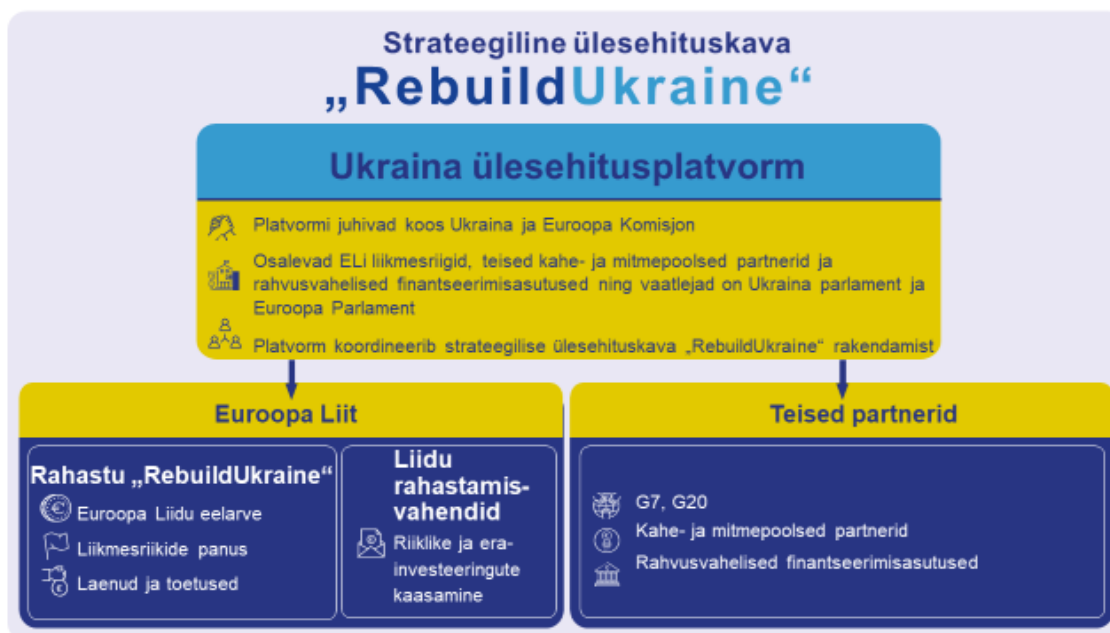 Strateegiline ülesehituskava
„RebuildUkraine“
Ukraina ülesehitusplatvorm
Platvormi juhivad koos Ukraina ja Euroopa Komisjon
Osalevad ELi liikmesriigid, teised kahe- ja mitmepoolsed partnerid ja
rahvusvahelised finantseerimisasutused ning vaatlejad on Ukraina parlament ja
Euroopa Parlament
Platvorm koordineerib strateegilise ülesehituskava „RebuildUkraine“ rakendamist
Euroopa Liit
Rahastu „RebuildUkraine“
Euroopa Liidu eelarve
Liikmesriikide panus
Laenud ja toetused
Liidu
rahastamis-
vahendid
Riiklike ja era-
investeeringute
kaasamine
Teised partnerid
G7, G20
Kahe- ja mitmepoolsed partnerid
Rahvusvahelised finantseerimisasutused